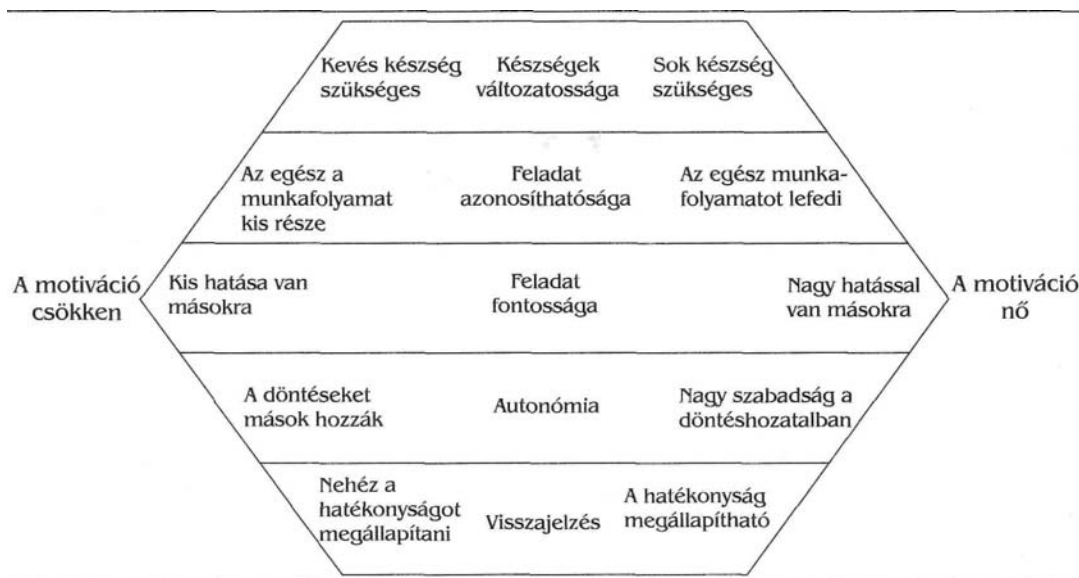 Kevés készség
szükséges
Készségek
változatossága
Sok készség
szükséges
Az egész a
munkafolyamat
kis része
Feladat
azonosíthatósága
Az egész munka-
folyamatot lefedi
A motiváció
csökken
Kis hatása van
másokra
Feladat
fontossága
Nagy hatással
van másokra
A motiváció
nő
A döntéseket
mások hozzák
Autonómia
Nagy szabadság a
döntéshozatalban
Nehéz a
hatékonyságot
megállapítani
Visszajelzés
A hatékonyság
megállapítható